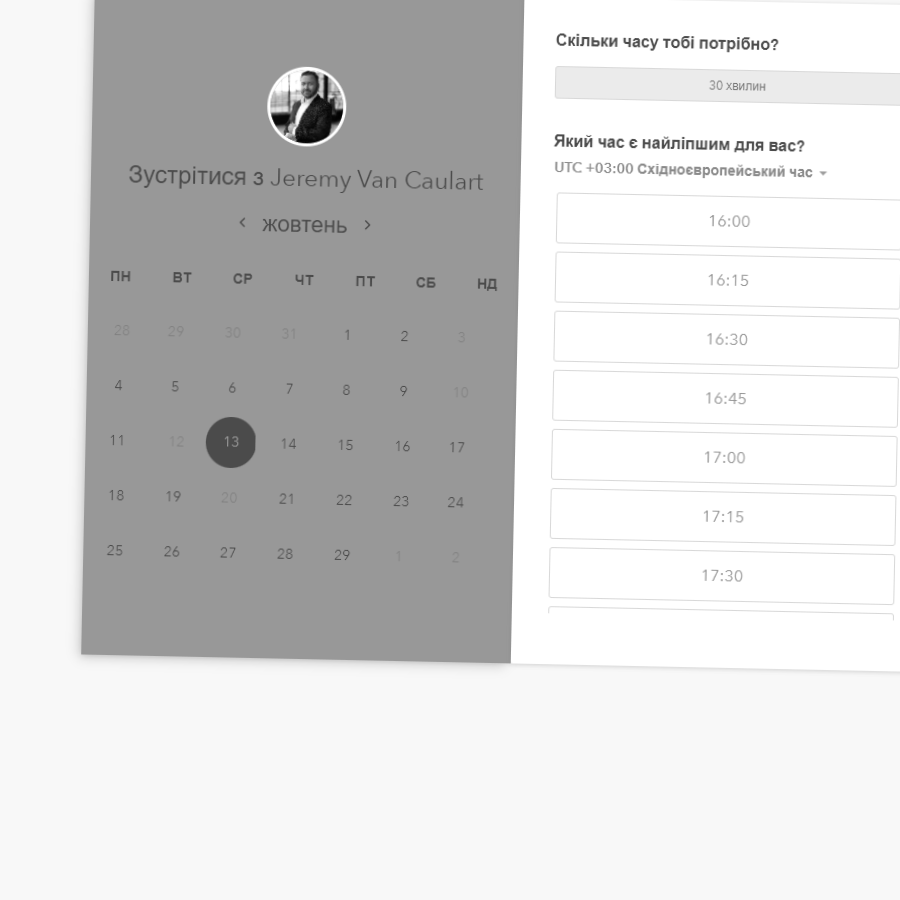 Зустрітися з Jeremy Van Caulart
жовтень
ПН ВТ СР ЧТ ПТ СБ НД
28 29 30 31 1 2 3
4 5 6 7 8 9 10
11 12 13 14 15 16 17
18 19 20 21 22 23 24
25 26 27 28 29 1 2
Скільки часу тобі потрібно?
30 хвилин
Який час є найліпшим для вас?
UTC +03:00 Східноєвропейський час
16:00
16:15
16:30
16:45
17:00
17:15
17:30